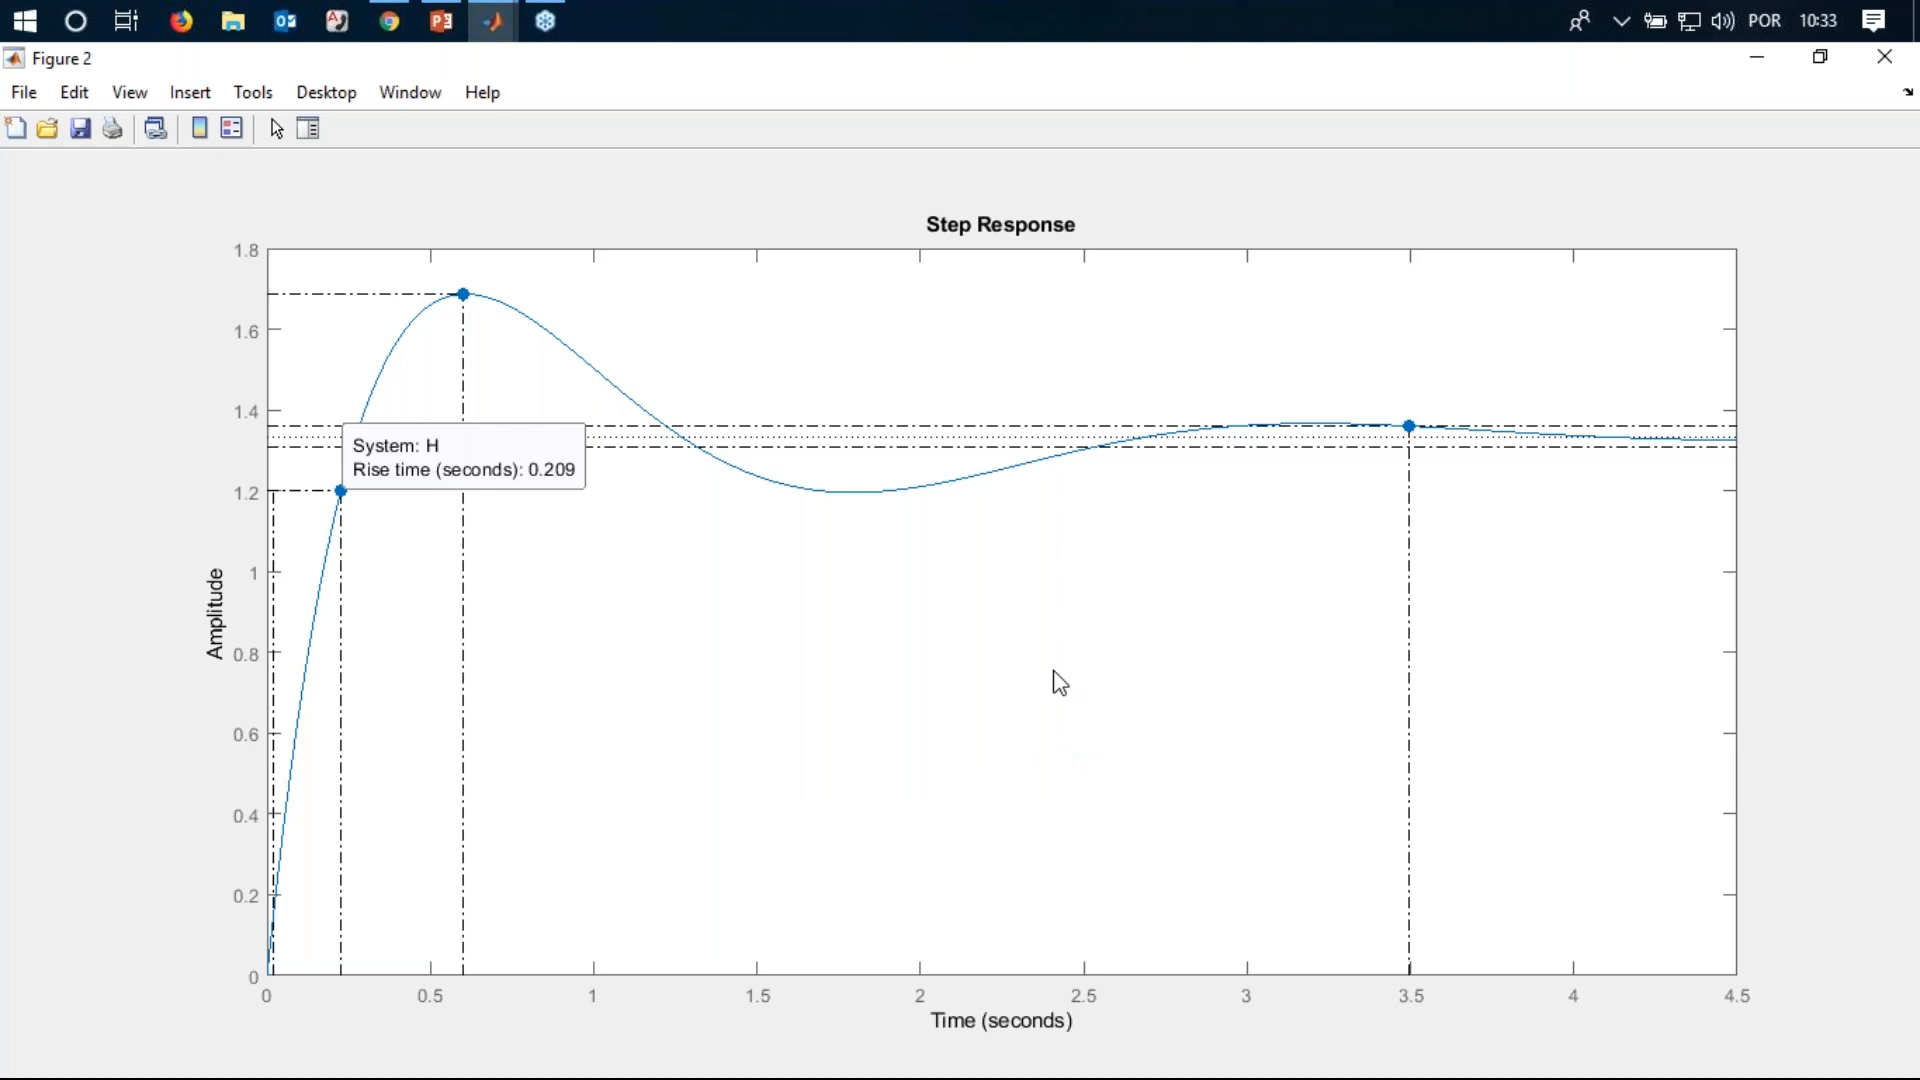 POR 10:33
Figure 2
File Edit View Insert Tools Desktop Window Help
Step Response
1.8
1.6
1.4
1.2
1
0.8
0.6
0.4
0.2
0
Amplitude
System: H
Rise time (seconds): 0.209
0 0.5 1 1.5 2 2.5 3 3.5 4 4.5
Time (seconds)